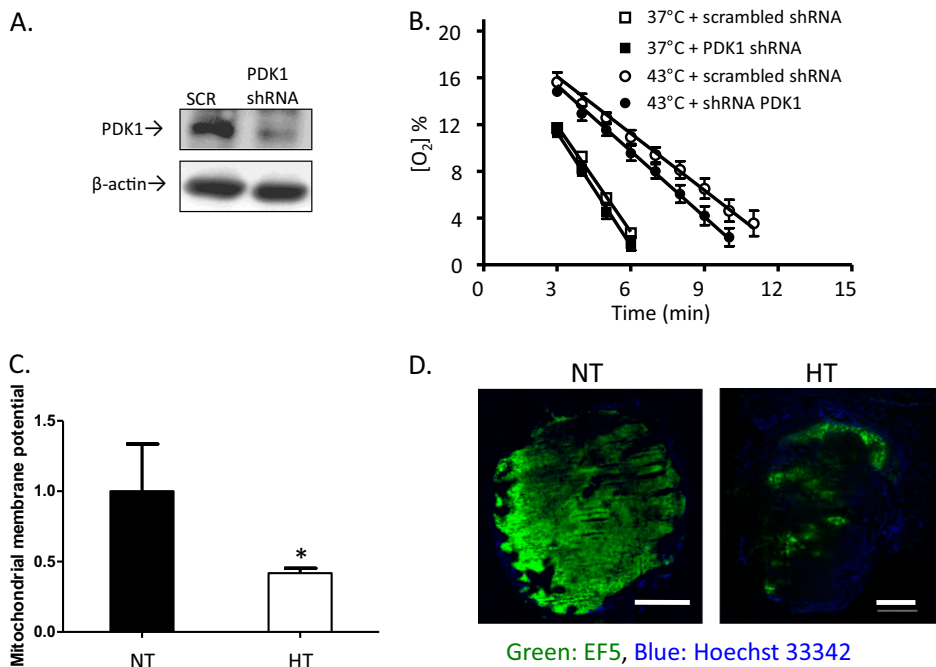 A.
PDK1
SCR shRNA
PDK1→
β-actin→
B.
37°C + scrambled shRNA
37°C + PDK1 shRNA
43°C + scrambled shRNA
43°C + shRNA PDK1
[O₂] %
20
16
12
8
4
0
0 3 6 9 12 15
Time (min)
C.
Mitochondrial membrane potential
1.5
1.0
0.5
0.0
*
NT HT
D.
NT HT
Green: EF5, Blue: Hoechst 33342